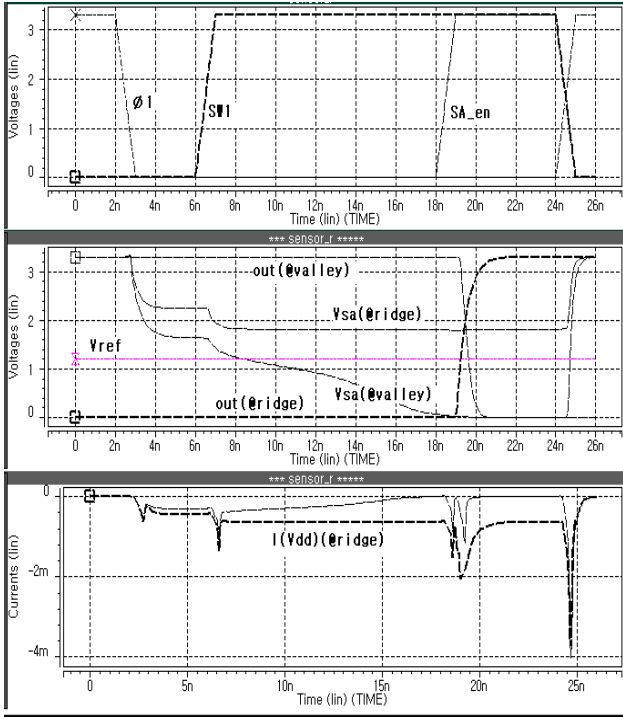 3
2
1
0
Voltages (lin)
Ø1
SW1
SA_en
0 2n 4n 6n 8n 10n 12n 14n 16n 18n 20n 22n 24n 26n
Time (lin) (TIME)
*** sensor_r *****
3
2
1
0
Voltages (lin)
out(@valley)
Vsa(@ridge)
Vref
Vsa(@valley)
out(@ridge)
0 2n 4n 6n 8n 10n 12n 14n 16n 18n 20n 22n 24n 26n
Time (lin) (TIME)
*** sensor_r *****
0
-2m
-4m
Currents (lin)
I(Vdd)(@ridge)
0 5n 10n 15n 20n 25n
Time (lin) (TIME)